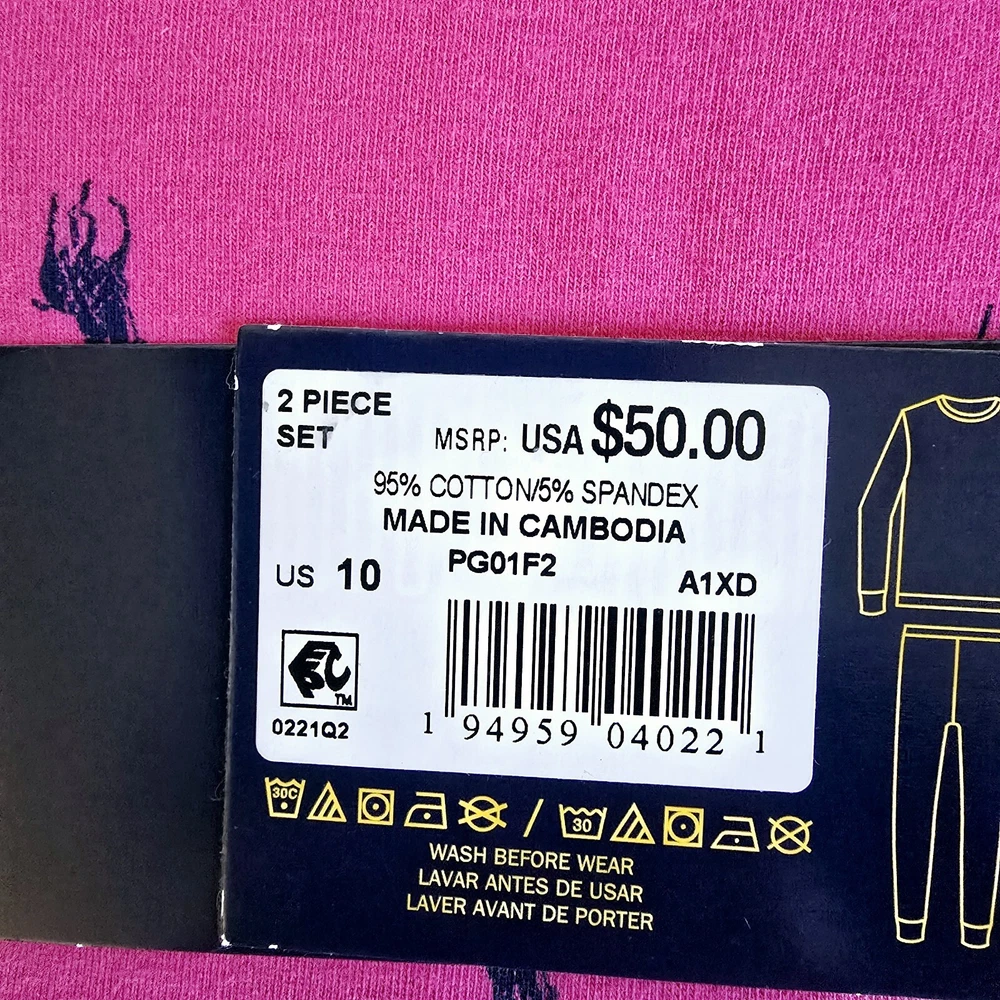 2 PIECE
SET
MSRP: USA $50.00
95% COTTON/5% SPANDEX
MADE IN CAMBODIA
PG01F2
US 10
A1XD
TM
0221Q2
1 94959 04022 1
30C / 30
WASH BEFORE WEAR
LAVAR ANTES DE USAR
LAVER AVANT DE PORTER